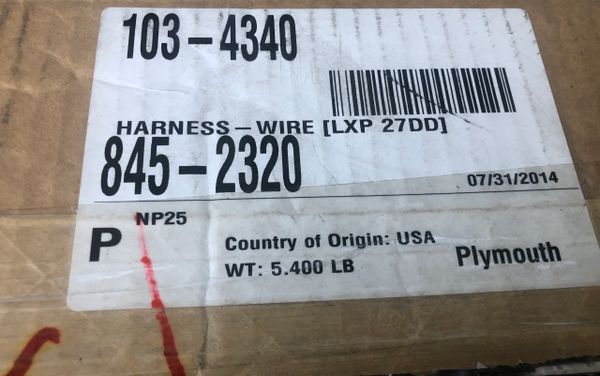 103-4340
HARNESS-WIRE [LXP 27DD]
845-2320
07/31/2014
NP25
P
Country of Origin: USA
WT: 5.400 LB
Plymouth